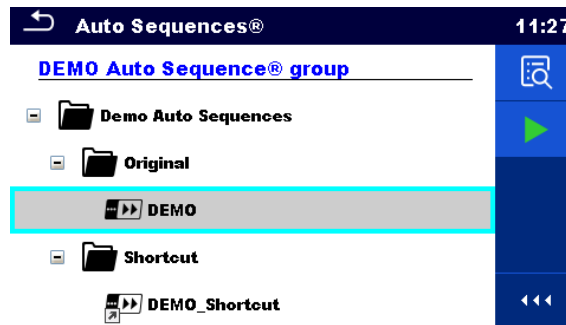 Auto Sequences® 11:27
DEMO Auto Sequence® group
Demo Auto Sequences
Original
DEMO
Shortcut
DEMO_Shortcut